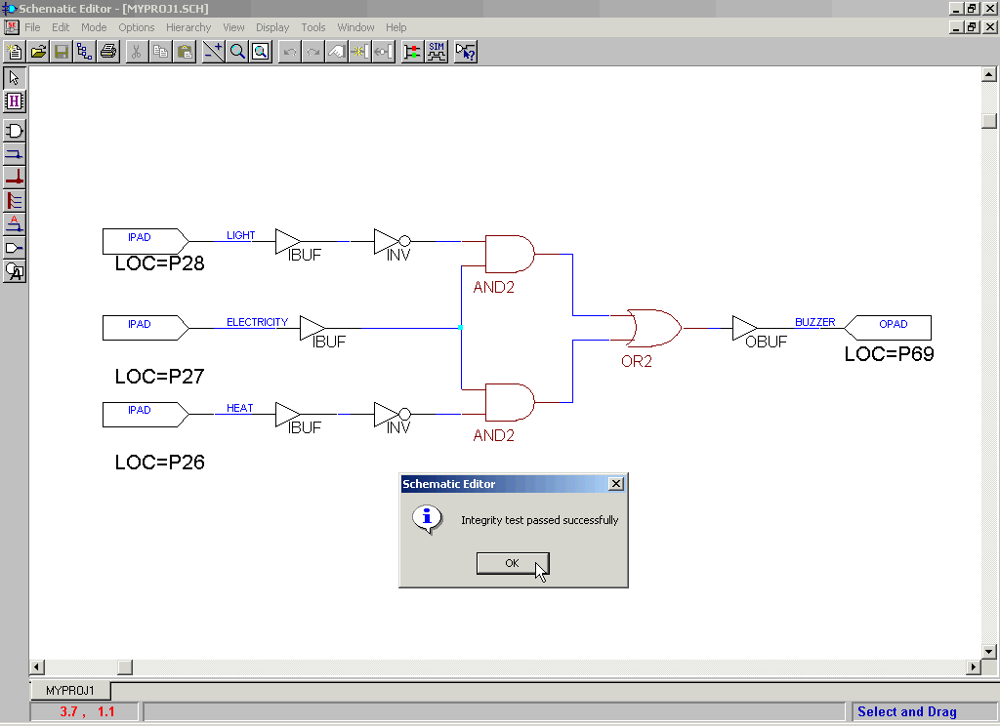 Schematic Editor - [MYPROJ1.SCH]
File Edit Mode Options Hierarchy View Display Tools Window Help
SIM
H
IPAD
LIGHT
IBUF
INV
LOC=P28
AND2
IPAD
ELECTRICITY
IBUF
LOC=P27
OR2
BUZZER
OBUF
OPAD
LOC=P69
IPAD
HEAT
IBUF
INV
LOC=P26
AND2
A
A
Schematic Editor
Integrity test passed successfully
OK
MYPROJ1
3.7 , 1.1
Select and Drag